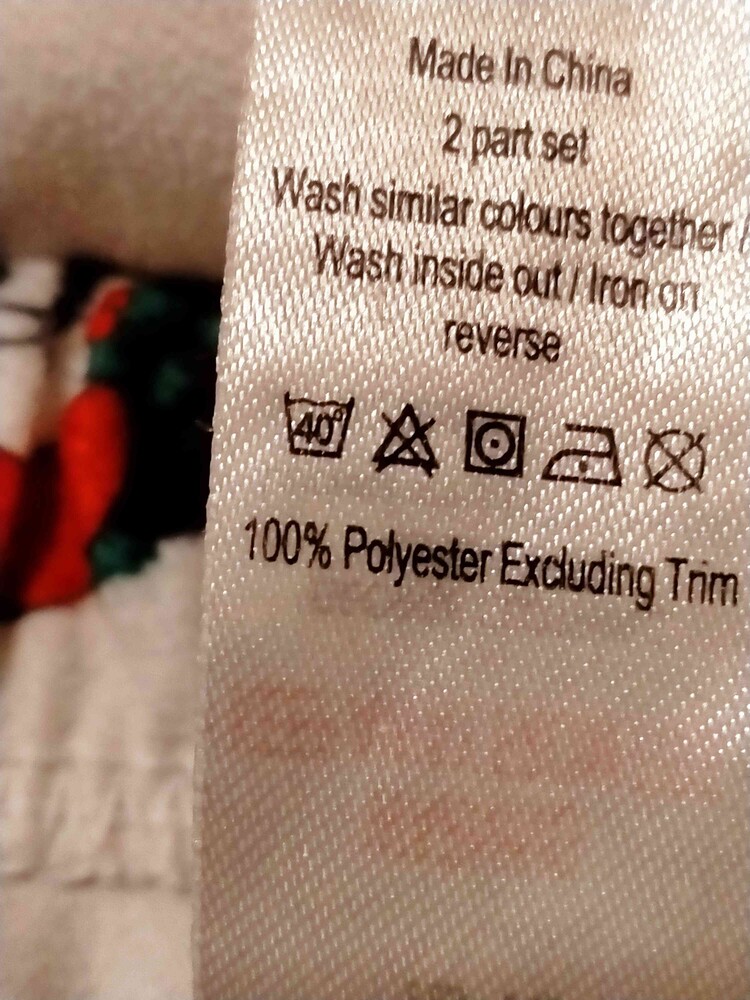 Made In China
2 part set
Wash similar colours together /
Wash inside out / Iron on
reverse
40°
100% Polyester Excluding Trim